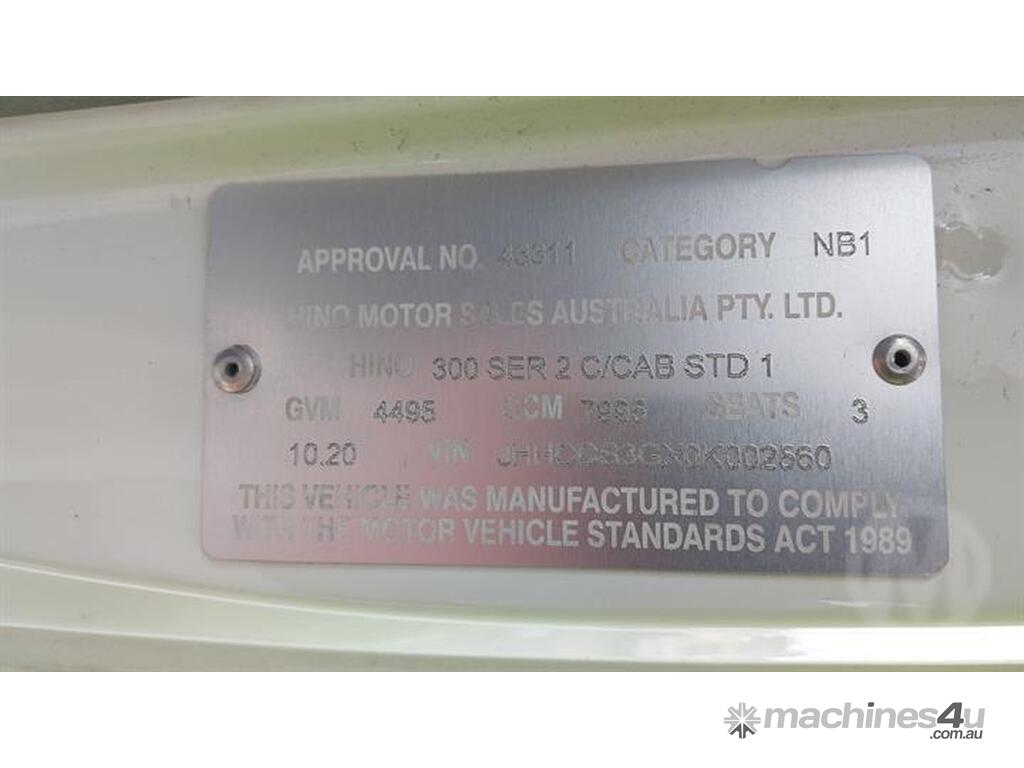 APPROVAL NO. 43311 CATEGORY NB1
HINO MOTOR SALES AUSTRALIA PTY. LTD.
HINO 300 SER 2 C/CAB STD 1
GVM 4495 GCM 7995 SEATS 3
10.20 VIN
THIS VEHICLE WAS MANUFACTURED TO COMPLY
WITH THE MOTOR VEHICLE STANDARDS ACT 1989
machines4u
.com.au